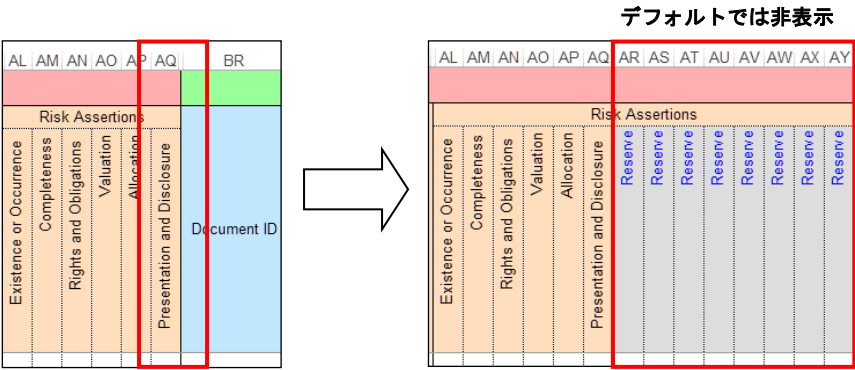 デフォルトでは非表示
AL AM AN AO AP AQ BR
Risk Assertions
Existence or Occurrence
Completeness
Rights and Obligations
Valuation
Allocation
Presentation and Disclosure
Document ID
AL AM AN AO AP AQ AR AS AT AU AV AW AX AY
Risk Assertions
Existence or Occurrence
Completeness
Rights and Obligations
Valuation
Allocation
Presentation and Disclosure
Reserve
Reserve
Reserve
Reserve
Reserve
Reserve
Reserve
Reserve